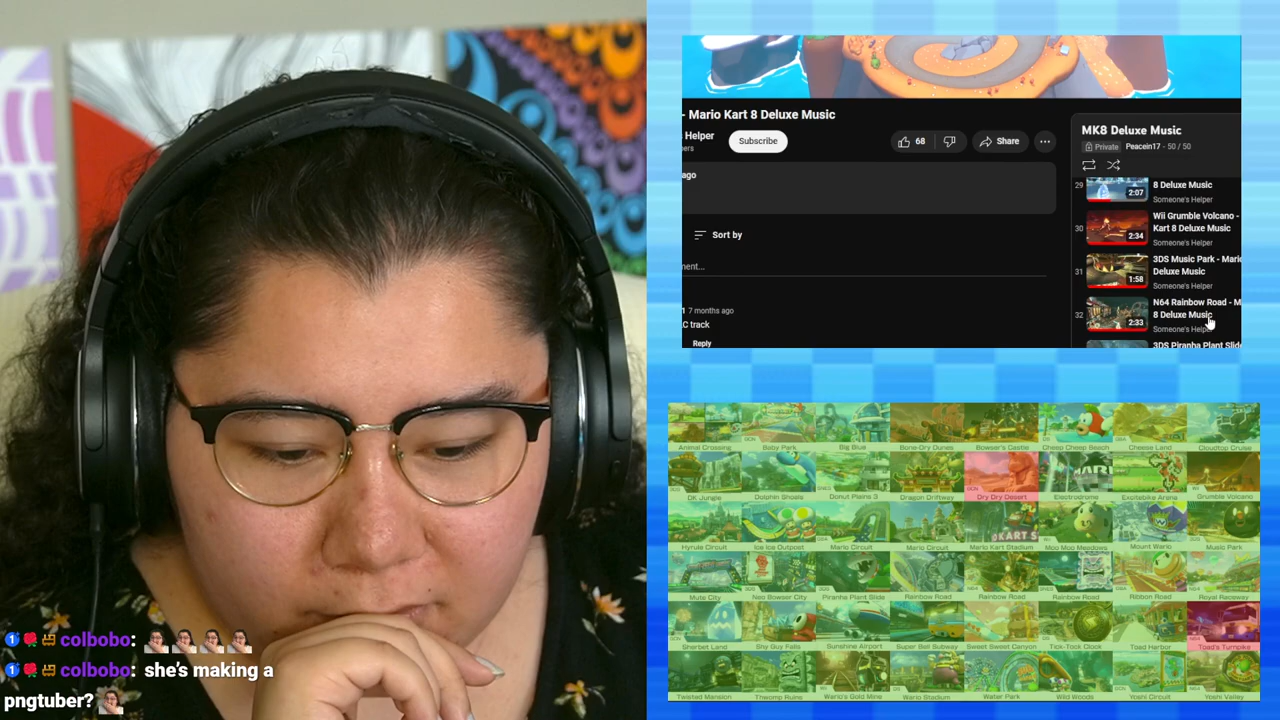 - Mario Kart 8 Deluxe Music
Helper
Subscribe
68
Share
ago
Sort by
7 months ago
track
Reply
MK8 Deluxe Music
Private Peacein17 - 50 / 50
29
8 Deluxe Music
2:07
Someone's Helper
Wii Grumble Volcano -
30
Kart 8 Deluxe Music
2:34
Someone's Helper
3DS Music Park - Mario
31
Deluxe Music
1:58
Someone's Helper
N64 Rainbow Road - M
32
8 Deluxe Music
2:33
Someone's Help
3DS Piranha Plant Slide
Animal Crossing Baby Park Big Blue Bone-Dry Dunes Bowser's Castle Cheep Cheep Beach Cheese Land Cloudtop Cruise
DK Jungle Dolphin Shoals Donut Plains 3 Dragon Driftway Dry Dry Desert Electrodrome Excitebike Arena Grumble Volcano
Hyrule Circuit Ice Ice Outpost Mario Circuit Mario Circuit Mario Kart Stadium Moo Moo Meadows Mount Wario Music Park
Mute City Neo Bowser City Piranha Plant Slide Rainbow Road Rainbow Road Rainbow Road Ribbon Road Royal Raceway
Sherbet Land Shy Guy Falls Sunshine Airport Super Bell Subway Sweet Sweet Canyon Tick-Tock Clock Toad Harbor Toad's Turnpike
Twisted Mansion Thwomp Ruins Wario's Gold Mine Wario Stadium Water Park Wild Woods Yoshi Circuit Yoshi Valley
colbobo:
colbobo: she's making a
pngtuber?